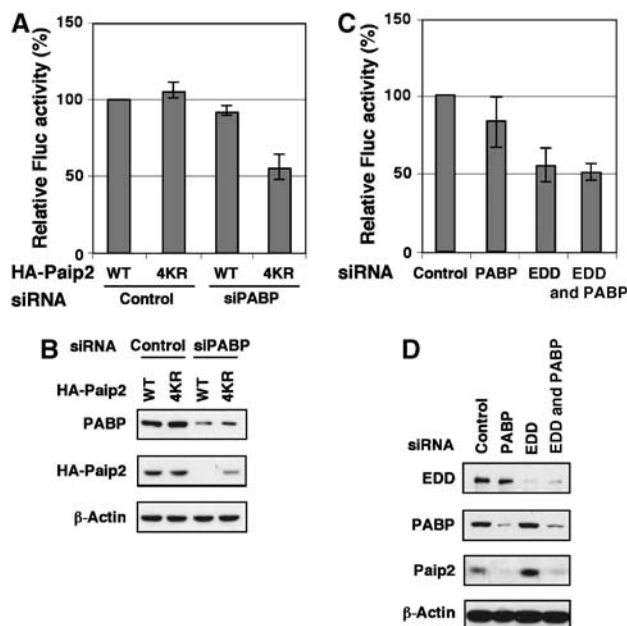 A
Relative Fluc activity (%)
150
100
50
0
HA-Paip2 WT 4KR WT 4KR
siRNA Control siPABP
B
siRNA Control siPABP
HA-Paip2 WT 4KR WT 4KR
PABP
HA-Paip2
β-Actin
C
Relative Fluc activity (%)
150
100
50
0
siRNA Control PABP EDD EDD
and PABP
D
siRNA Control PABP EDD EDD and PABP
EDD
PABP
Paip2
β-Actin